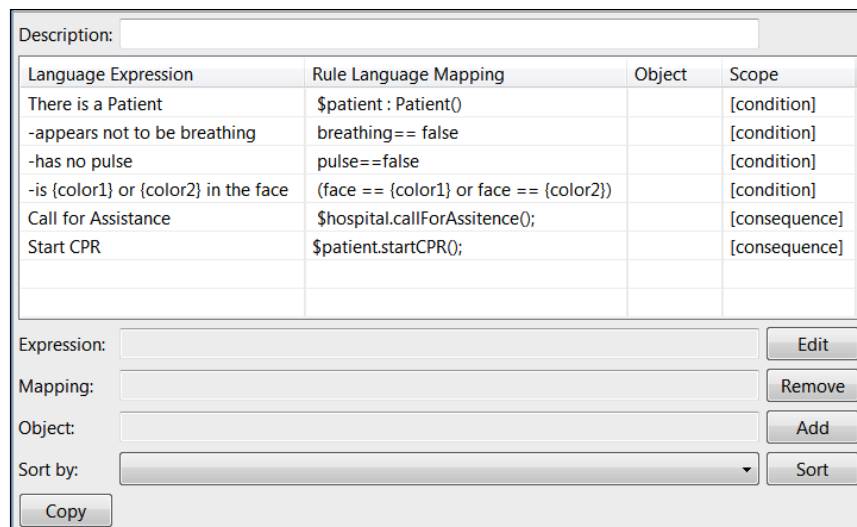 Description:
Language Expression Rule Language Mapping Object Scope
There is a Patient $patient : Patient() [condition]
-appears not to be breathing breathing== false [condition]
-has no pulse pulse==false [condition]
-is {color1} or {color2} in the face (face == {color1} or face == {color2}) [condition]
Call for Assistance $hospital.callForAssitence(); [consequence]
Start CPR $patient.startCPR(); [consequence]
Expression: Edit
Mapping: Remove
Object: Add
Sort by: Sort
Copy